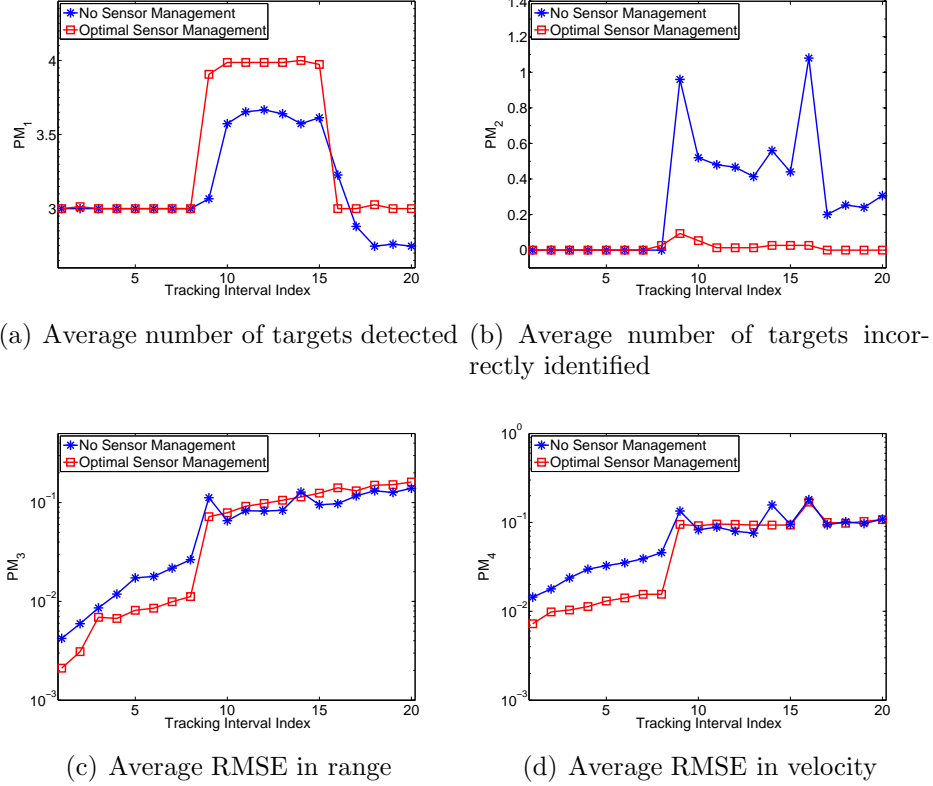 No Sensor Management
Optimal Sensor Management
4
3.5
3
PM1
5 10 15 20
Tracking Interval Index
(a) Average number of targets detected
No Sensor Management
Optimal Sensor Management
1.4
1.2
1
0.8
0.6
0.4
0.2
0
PM2
5 10 15 20
Tracking Interval Index
(b) Average number of targets incor-
rectly identified
No Sensor Management
Optimal Sensor Management
10^-1
10^-2
10^-3
PM3
5 10 15 20
Tracking Interval Index
(c) Average RMSE in range
No Sensor Management
Optimal Sensor Management
10^0
10^-1
10^-2
10^-3
PM4
5 10 15 20
Tracking Interval Index
(d) Average RMSE in velocity